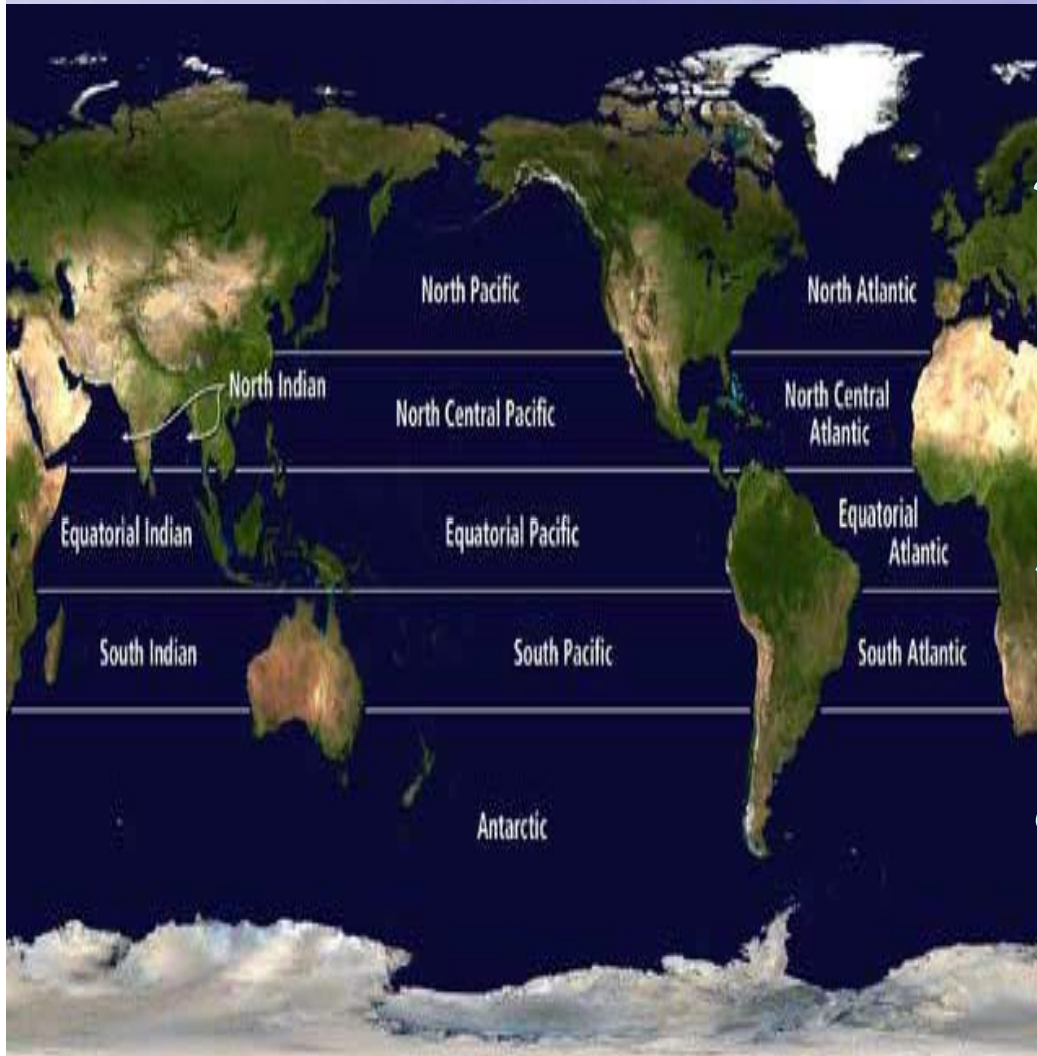 North Pacific
North Atlantic
North Indian
North Central Pacific
North Central
Atlantic
Equatorial Indian
Equatorial Pacific
Equatorial
Atlantic
South Indian
South Pacific
South Atlantic
Antarctic